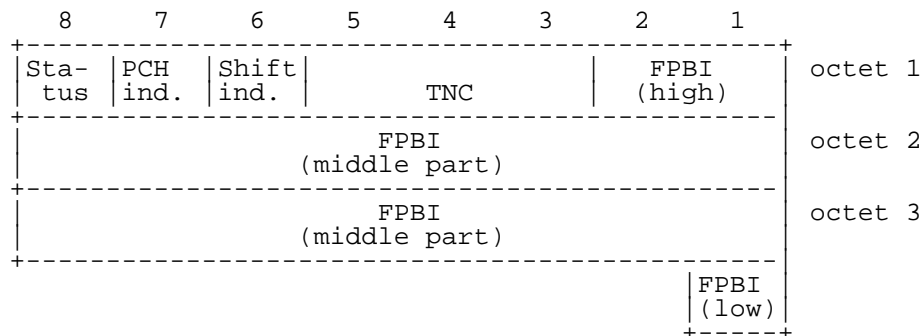 8 7 6 5 4 3 2 1
Sta- PCH Shift FPBI octet 1
tus ind. ind. TNC (high)
FPBI octet 2
(middle part)
FPBI octet 3
(middle part)
FPBI
(low)